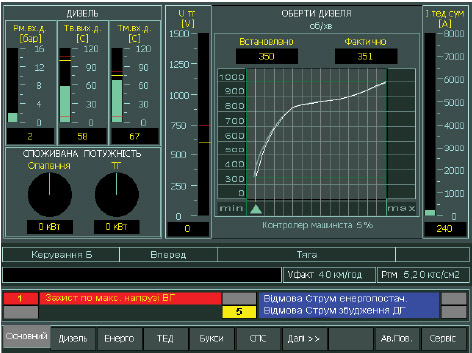 ДИЗЕЛЬ
Рм.вх.д. [бар]
Тв.вих.д. [C]
Тм.вх.д. [C]
16
12
8
4
0
120
90
60
30
0
120
90
60
30
0
2
58
67
СПОЖИВАНА ПОТУЖНІСТЬ
Опалення
ТГ
0 кВт
0 кВт
U тг [V]
1500
1250
1000
750
500
250
0
0
ОБЕРТИ ДИЗЕЛЯ
об/хв
Встановлено
Фактично
350
351
1000
900
800
700
600
500
400
300
0
min
max
Контролер машиніста 5%
I тед сум [A]
8000
7000
6000
5000
4000
3000
2000
1000
0
240
Керування Б
Вперед
Тяга
Vфакт 40 км/год
Ргм 5,20 кгс/см2
1
Захист по макс. напрузі ВГ
Відмова Струм енергопостач.
5
Відмова Струм збудження ДГ
Основний
Дизель
Енерго
ТЕД
Букси
СПС
Далі >>
Ав.Пов.
Сервіс